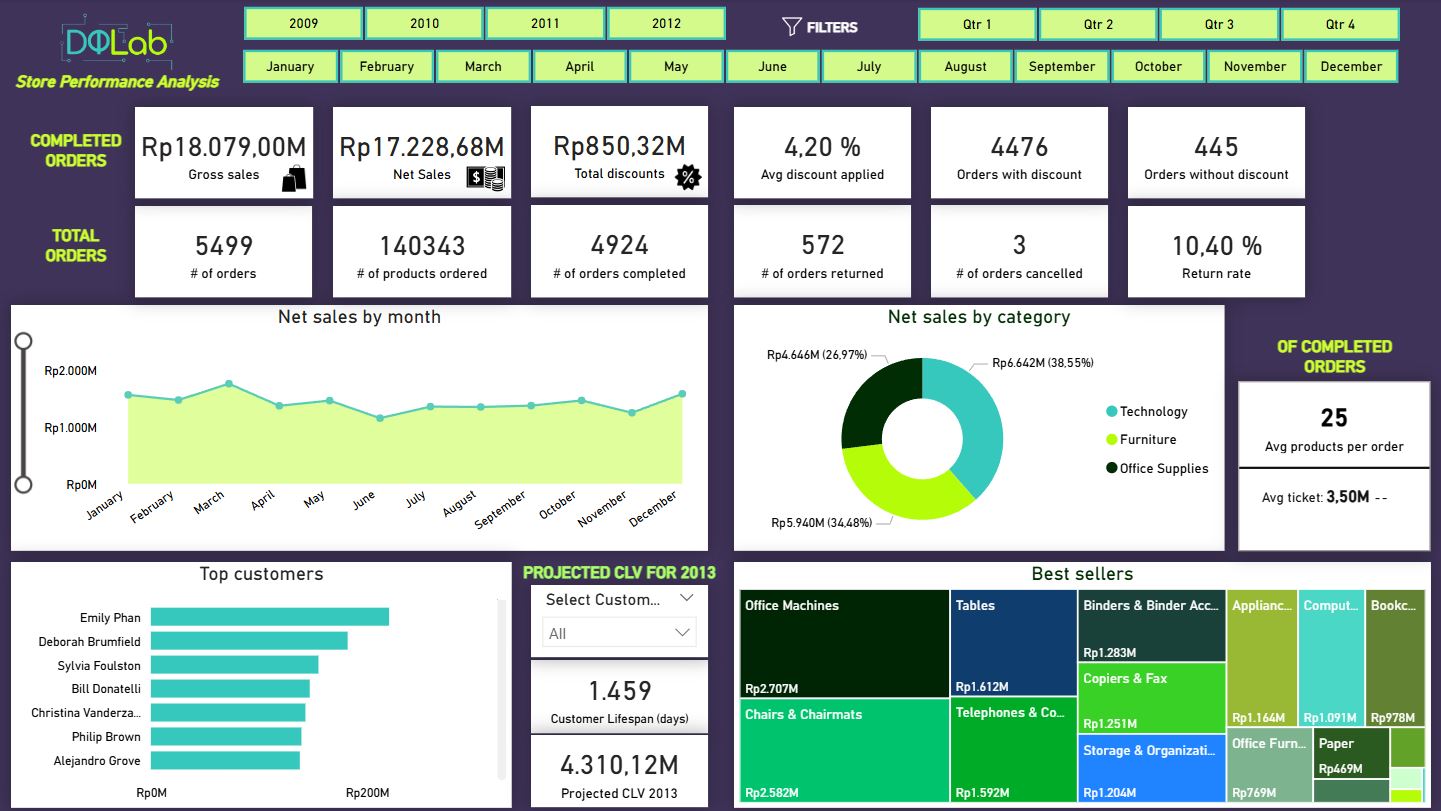 DQLab
Store Performance Analysis
2009
2010
2011
2012
FILTERS
Qtr 1
Qtr 2
Qtr 3
Qtr 4
January
February
March
April
May
June
July
August
September
October
November
December
COMPLETED
ORDERS
Rp18.079,00M
Gross sales
Rp17.228,68M
Net Sales
Rp850,32M
Total discounts
4,20 %
Avg discount applied
4476
Orders with discount
445
Orders without discount
TOTAL
ORDERS
5499
# of orders
140343
# of products ordered
4924
# of orders completed
572
# of orders returned
3
# of orders cancelled
10,40 %
Return rate
Net sales by month
Rp2.000M
Rp1.000M
Rp0M
January
February
March
April
May
June
July
August
September
October
November
December
Net sales by category
Rp4.646M (26,97%)
Rp6.642M (38,55%)
Rp5.940M (34,48%)
Technology
Furniture
Office Supplies
OF COMPLETED
ORDERS
25
Avg products per order
Avg ticket: 3,50M --
Top customers
Emily Phan
Deborah Brumfield
Sylvia Foulston
Bill Donatelli
Christina Vanderza...
Philip Brown
Alejandro Grove
Rp0M
Rp200M
PROJECTED CLV FOR 2013
Select Custom...
All
1.459
Customer Lifespan (days)
4.310,12M
Projected CLV 2013
Best sellers
Office Machines
Rp2.707M
Chairs & Chairmats
Rp2.582M
Tables
Rp1.612M
Telephones & Co...
Rp1.592M
Binders & Binder Acc...
Rp1.283M
Copiers & Fax
Rp1.251M
Storage & Organizati...
Rp1.204M
Applianc...
Rp1.164M
Comput...
Rp1.091M
Bookc...
Rp978M
Office Furn...
Rp769M
Paper
Rp469M